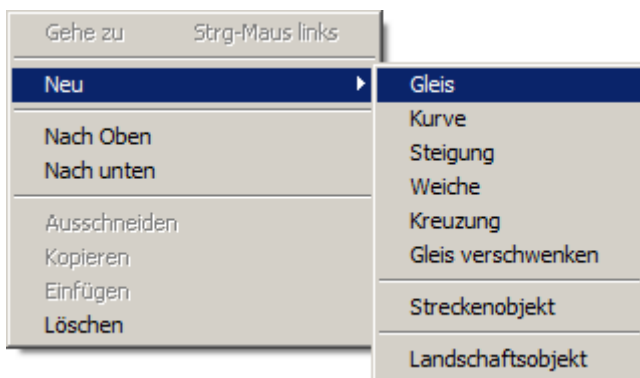 Gehe zu Strg-Maus links
Neu
Nach Oben
Nach unten
Ausschneiden
Kopieren
Einfügen
Löschen
Gleis
Kurve
Steigung
Weiche
Kreuzung
Gleis verschwenken
Streckenobjekt
Landschaftsobjekt